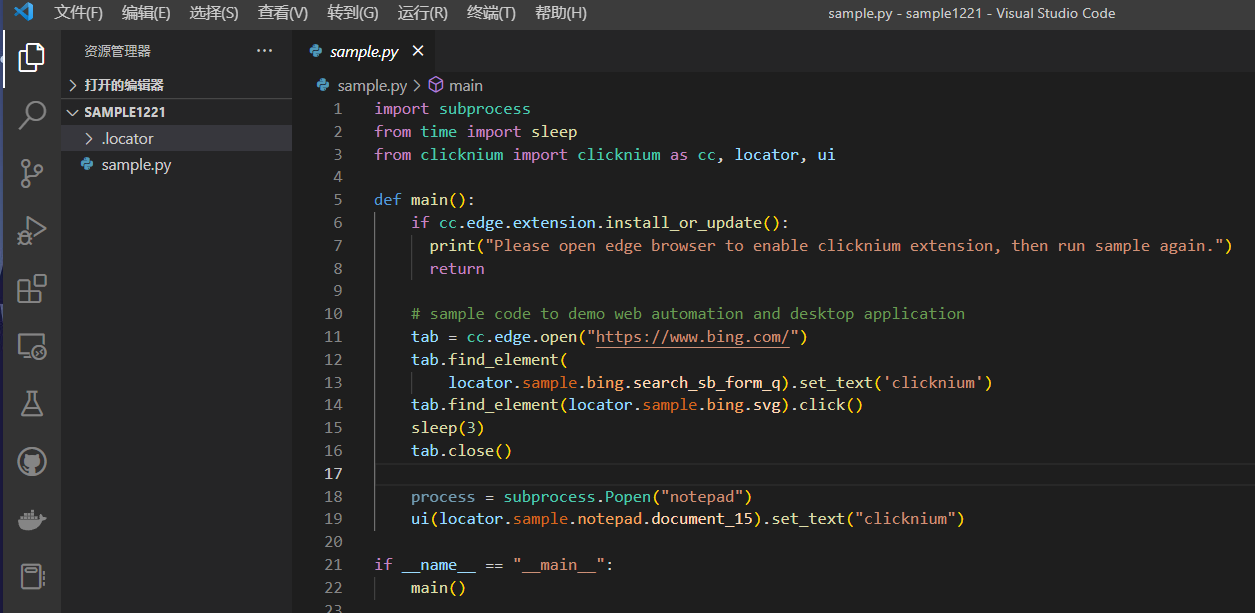 文件(F) 编辑(E) 选择(S) 查看(V) 转到(G) 运行(R) 终端(T) 帮助(H) sample.py - sample1221 - Visual Studio Code
资源管理器 ···
打开的编辑器
SAMPLE1221
.locator
sample.py
sample.py
sample.py > main
1 import subprocess
2 from time import sleep
3 from clicknium import clicknium as cc, locator, ui
4
5 def main():
6     if cc.edge.extension.install_or_update():
7       print("Please open edge browser to enable clicknium extension, then run sample again.")
8       return
9
10     # sample code to demo web automation and desktop application
11     tab = cc.edge.open("https://www.bing.com/")
12     tab.find_element(
13         locator.sample.bing.search_sb_form_q).set_text('clicknium')
14     tab.find_element(locator.sample.bing.svg).click()
15     sleep(3)
16     tab.close()
17
18     process = subprocess.Popen("notepad")
19     ui(locator.sample.notepad.document_15).set_text("clicknium")
20
21 if __name__ == "__main__":
22     main()
23